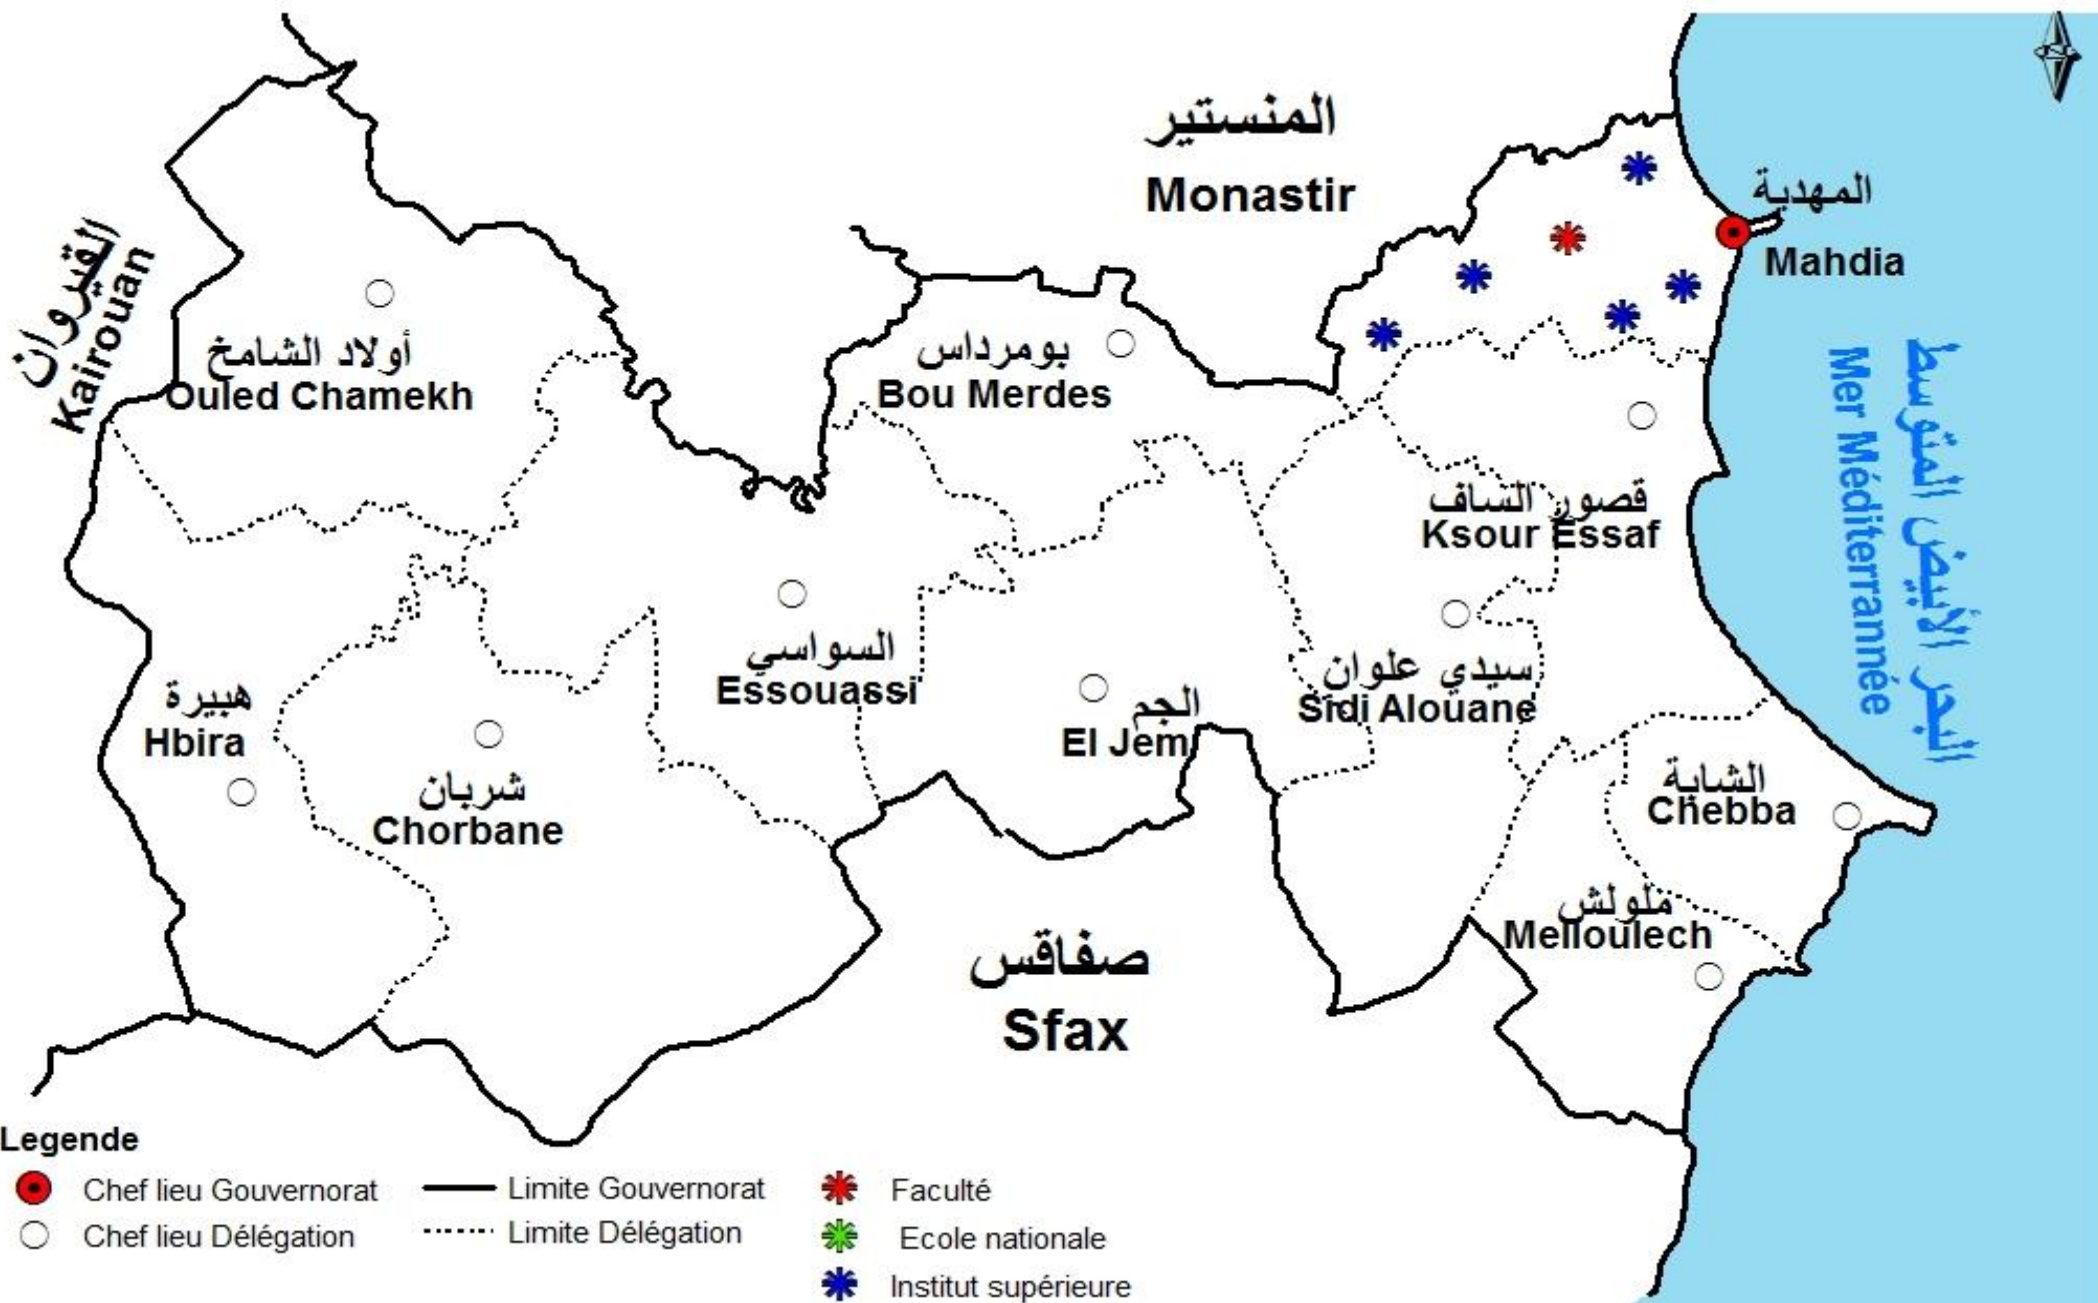 المنستير
Monastir
المهدية
Mahdia
القيروان
Kairouan
أولاد الشامخ
Ouled Chamekh
بومرداس
Bou Merdes
البحر الأبيض المتوسط
Mer Méditerrannée
قصور الساف
Ksour Essaf
السواسي
Essouassi
سيدي علوان
Sidi Alouane
هبيرة
Hbira
الجم
El Jem
شربان
Chorbane
الشابة
Chebba
ملولش
Melloulech
صفاقس
Sfax
Legende
Chef lieu Gouvernorat
Chef lieu Délégation
Limite Gouvernorat
Limite Délégation
Faculté
Ecole nationale
Institut supérieure